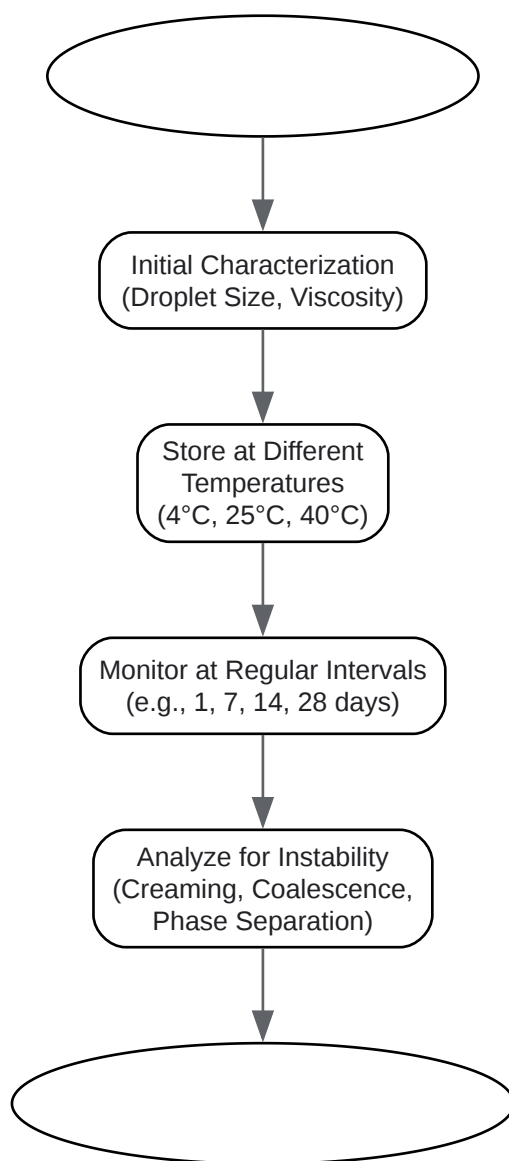 Initial Characterization
(Droplet Size, Viscosity)
Store at Different
Temperatures
(4°C, 25°C, 40°C)
Monitor at Regular Intervals
(e.g., 1, 7, 14, 28 days)
Analyze for Instability
(Creaming, Coalescence,
Phase Separation)